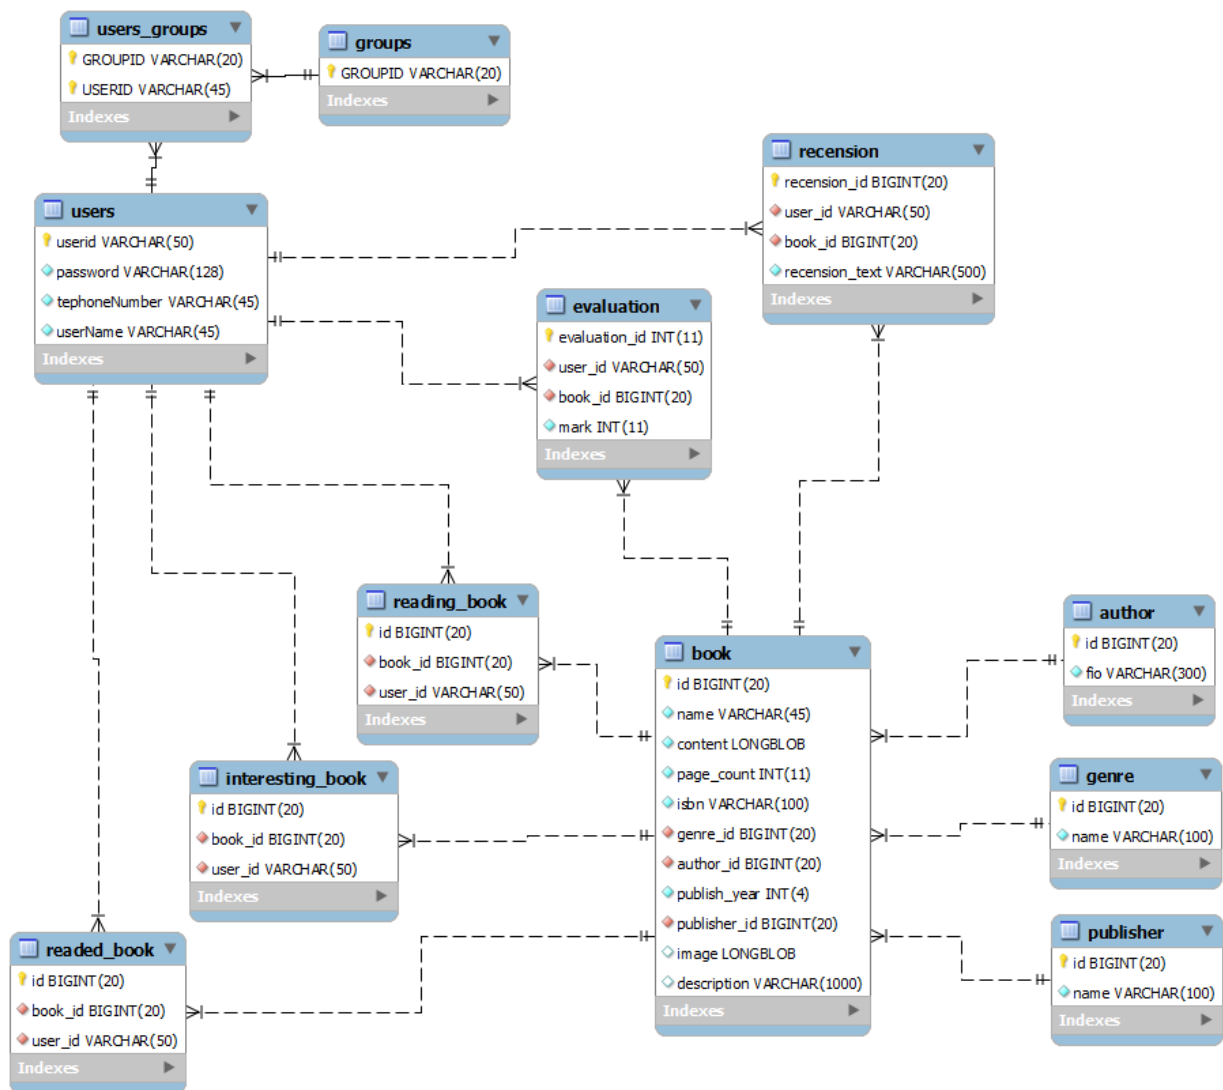 users_groups
GROUPID VARCHAR(20)
USERID VARCHAR(45)
Indexes
groups
GROUPID VARCHAR(20)
Indexes
recension
recension_id BIGINT(20)
user_id VARCHAR(50)
book_id BIGINT(20)
recension_text VARCHAR(500)
Indexes
users
userid VARCHAR(50)
password VARCHAR(128)
tephoneNumber VARCHAR(45)
userName VARCHAR(45)
Indexes
evaluation
evaluation_id INT(11)
user_id VARCHAR(50)
book_id BIGINT(20)
mark INT(11)
Indexes
reading_book
id BIGINT(20)
book_id BIGINT(20)
user_id VARCHAR(50)
Indexes
book
id BIGINT(20)
name VARCHAR(45)
content LONGBLOB
page_count INT(11)
isbn VARCHAR(100)
genre_id BIGINT(20)
author_id BIGINT(20)
publish_year INT(4)
publisher_id BIGINT(20)
image LONGBLOB
description VARCHAR(1000)
Indexes
author
id BIGINT(20)
fio VARCHAR(300)
Indexes
genre
id BIGINT(20)
name VARCHAR(100)
Indexes
publisher
id BIGINT(20)
name VARCHAR(100)
Indexes
interesting_book
id BIGINT(20)
book_id BIGINT(20)
user_id VARCHAR(50)
Indexes
readed_book
id BIGINT(20)
book_id BIGINT(20)
user_id VARCHAR(50)
Indexes